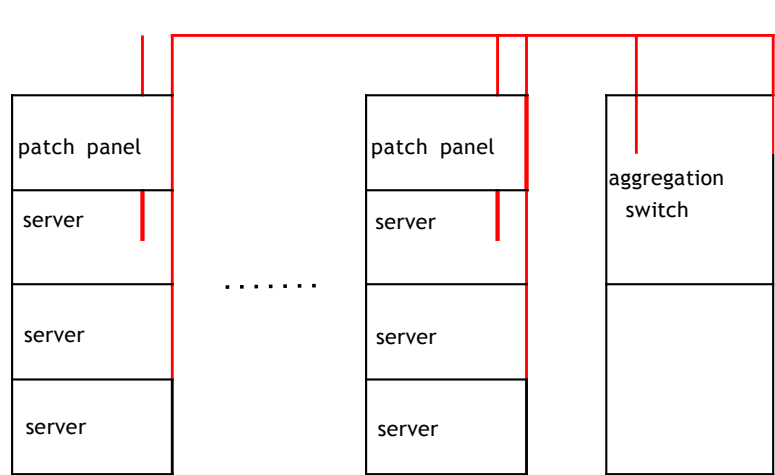 patch panel
server
server
server
.......
patch panel
server
server
server
aggregation
switch